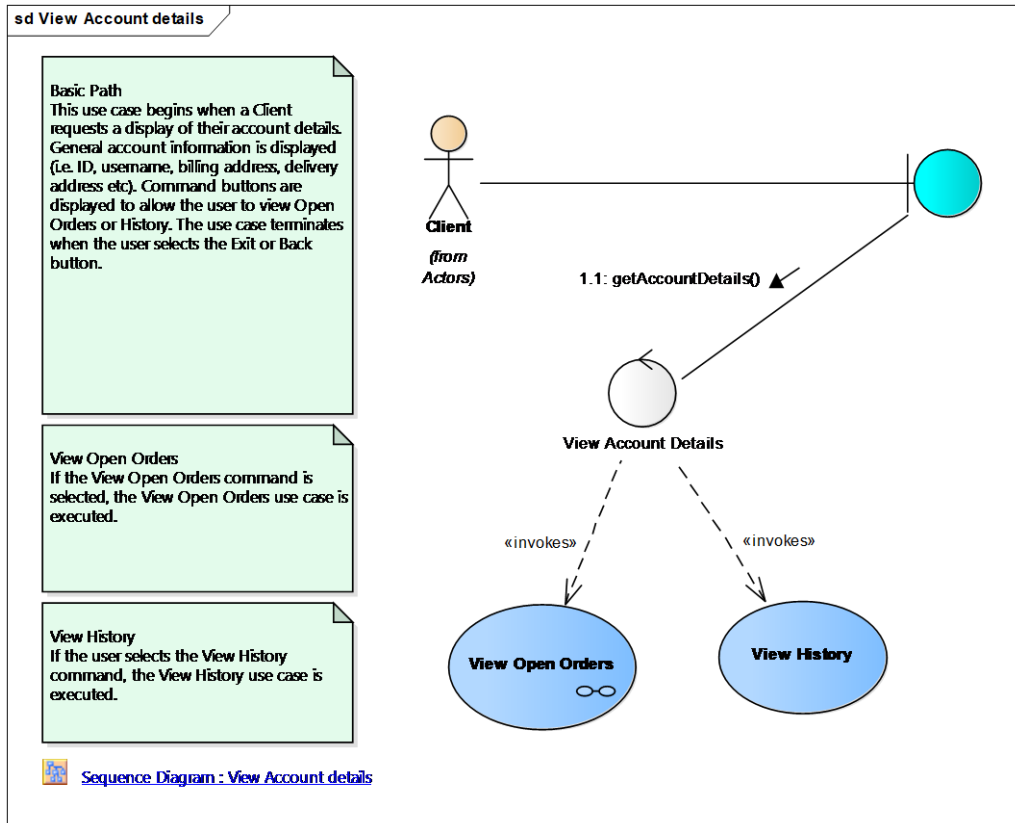 sd View Account details
Basic Path
This use case begins when a Client
requests a display of their account details.
General account information is displayed
(i.e. ID, username, billing address, delivery
address etc). Command buttons are
displayed to allow the user to view Open
Orders or History. The use case terminates
when the user selects the Exit or Back
button.
View Open Orders
If the View Open Orders command is
selected, the View Open Orders use case is
executed.
View History
If the user selects the View History
command, the View History use case is
executed.
Sequence Diagram : View Account details
Client
(from
Actors)
1.1: getAccountDetails()
View Account Details
«invokes»
«invokes»
View Open Orders
View History